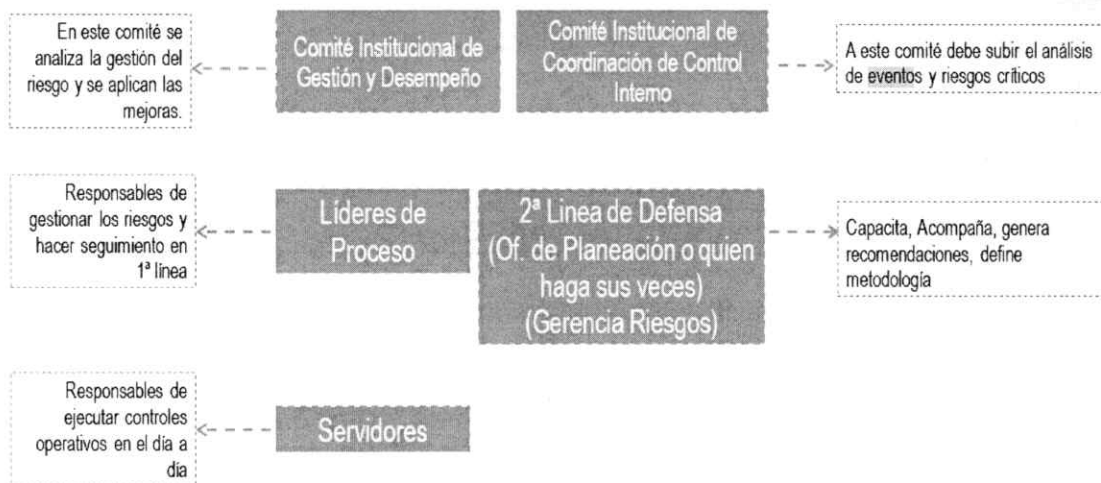 En este comité se
analiza la gestión del
riesgo y se aplican las
mejoras.
Comité Institucional de
Gestión y Desempeño
Comité Institucional de
Coordinación de Control
Interno
A este comité debe subir el análisis
de eventos y riesgos críticos
Responsables de
gestionar los riesgos y
hacer seguimiento en
1ª línea
Líderes de
Proceso
2ª Linea de Defensa
(Of. de Planeación o quien
haga sus veces)
(Gerencia Riesgos)
Capacita, Acompaña, genera
recomendaciones, define
metodología
Responsables de
ejecutar controles
operativos en el día a
día
Servidores